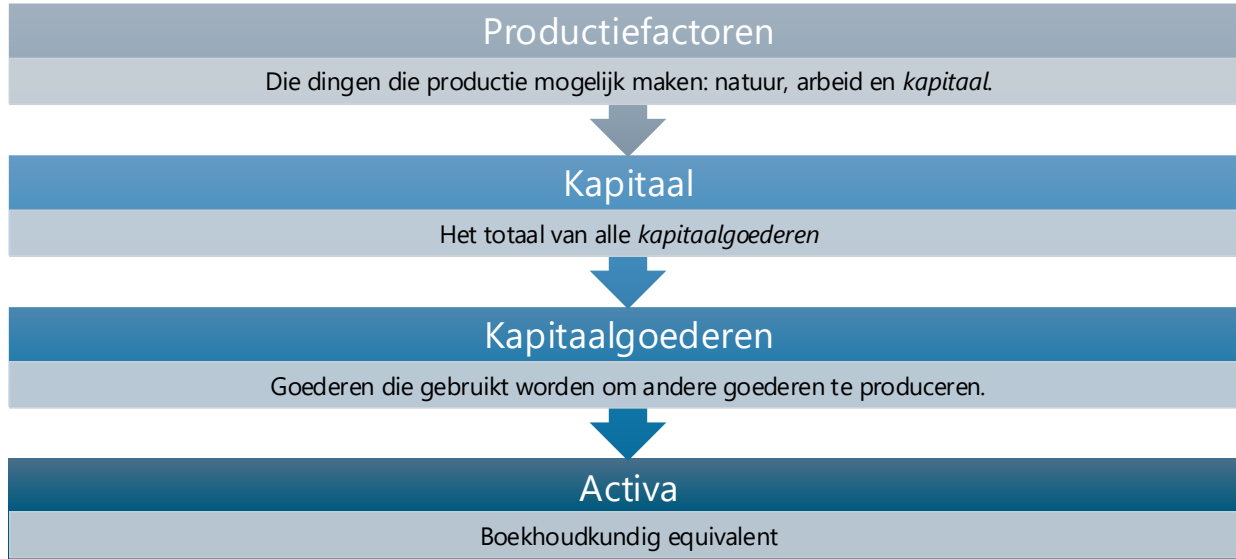 Productiefactoren
Die dingen die productie mogelijk maken: natuur, arbeid en kapitaal.
Kapitaal
Het totaal van alle kapitaalgoederen
Kapitaalgoederen
Goederen die gebruikt worden om andere goederen te produceren.
Activa
Boekhoudkundig equivalent